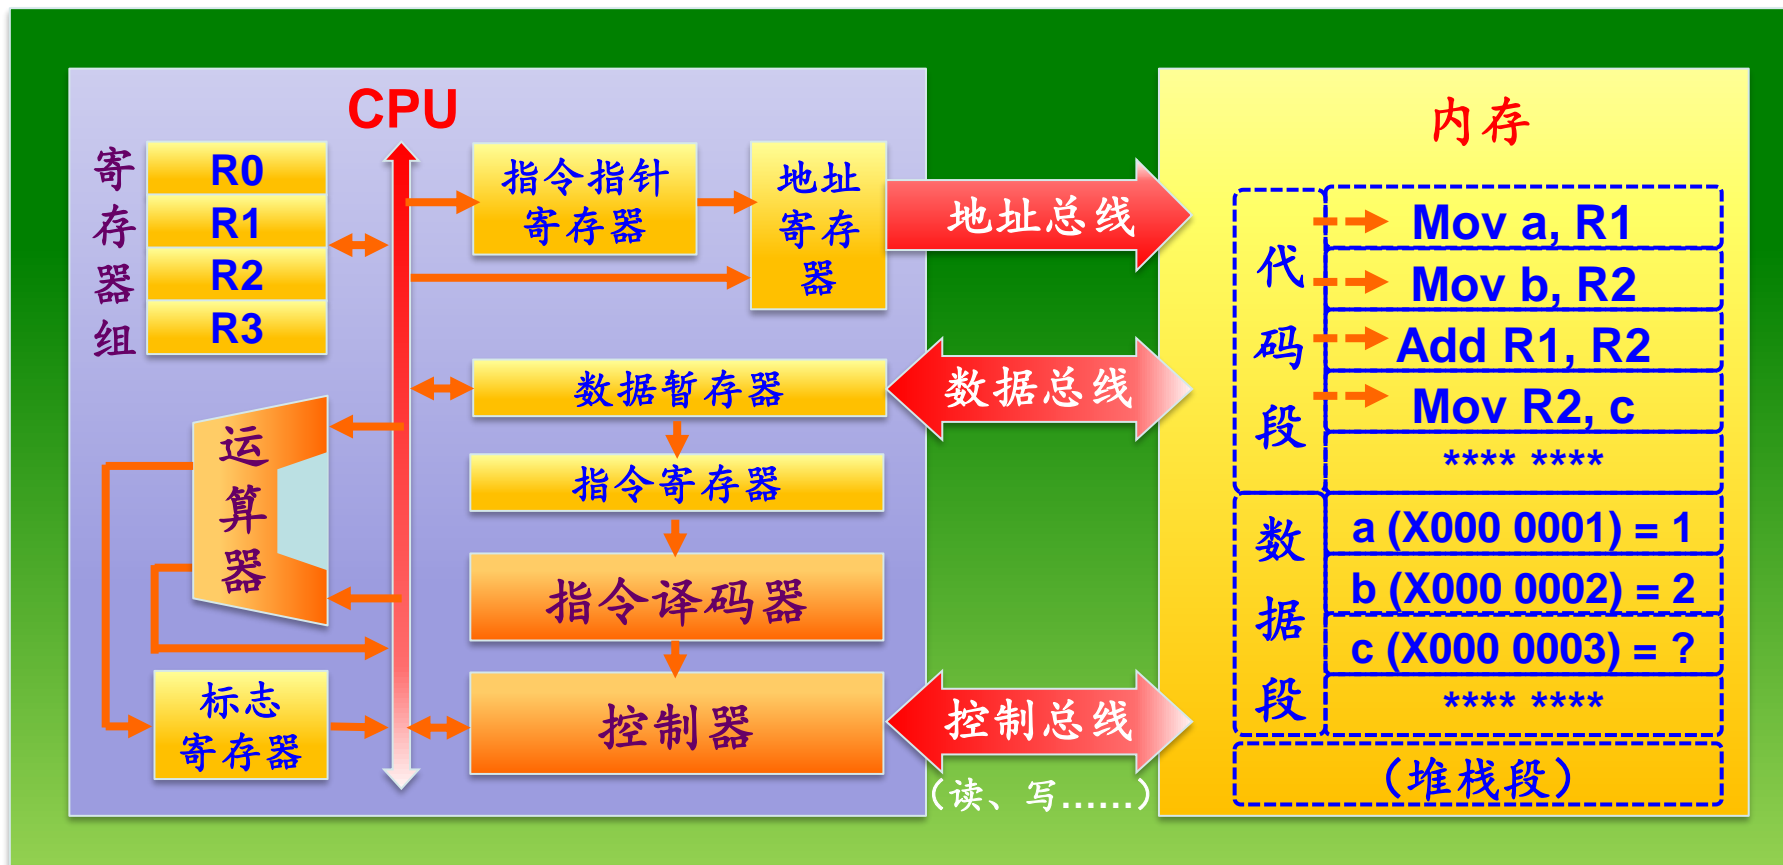 CPU
寄存器组
R0
R1
R2
R3
指令指针
寄存器
地址
寄存
器
数据暂存器
指令寄存器
指令译码器
控制器
运算器
标志
寄存器
地址总线
数据总线
控制总线
（读、写......）
内存
代码段
Mov a, R1
Mov b, R2
Add R1, R2
Mov R2, c
**** ****
数据段
a (X000 0001) = 1
b (X000 0002) = 2
c (X000 0003) = ?
**** ****
（堆栈段）